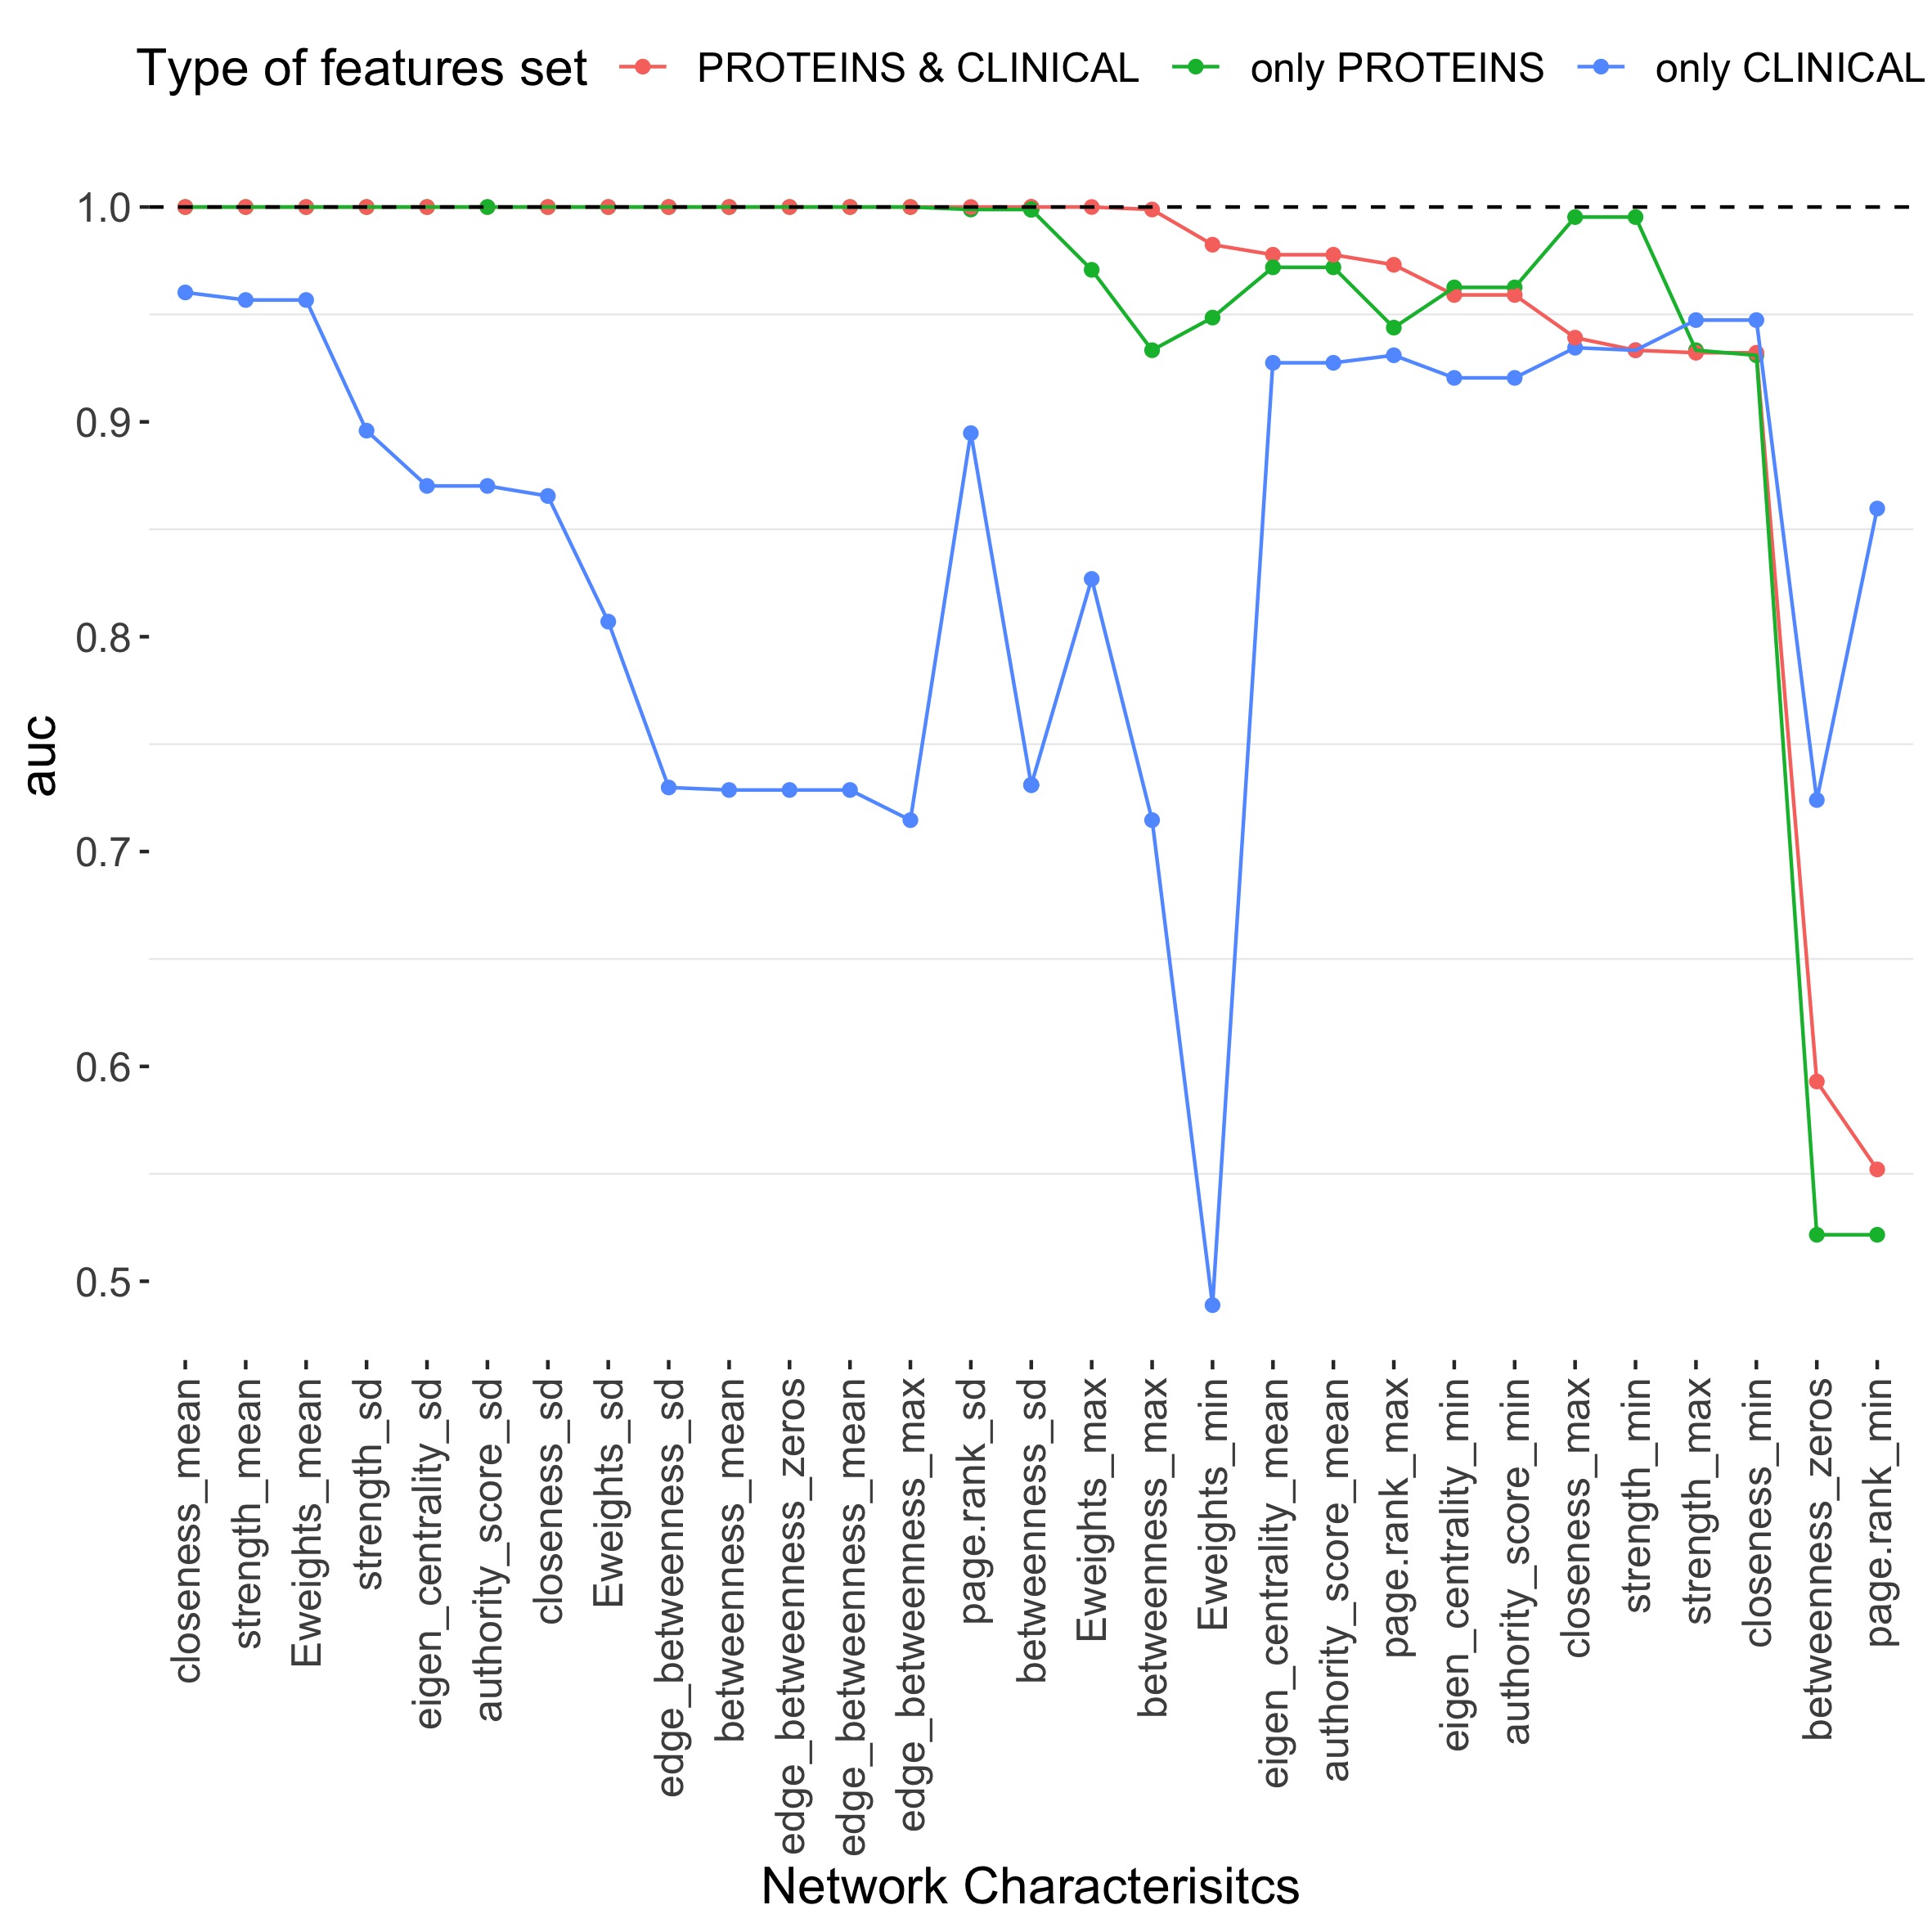 Type of features set PROTEINS & CLINICAL only PROTEINS only CLINICAL
1.0
0.9
0.8
0.7
0.6
0.5
auc
closeness_mean
strength_mean
Eweights_mean
strength_sd
eigen_centrality_sd
authority_score_sd
closeness_sd
Eweights_sd
edge_betweenness_sd
betweenness_mean
edge_betweenness_zeros
edge_betweenness_mean
edge_betweenness_max
page.rank_sd
betweenness_sd
Eweights_max
betweenness_max
Eweights_min
eigen_centrality_mean
authority_score_mean
page.rank_max
eigen_centrality_min
authority_score_min
closeness_max
strength_min
strength_max
closeness_min
betweenness_zeros
page.rank_min
Network Characterisitcs